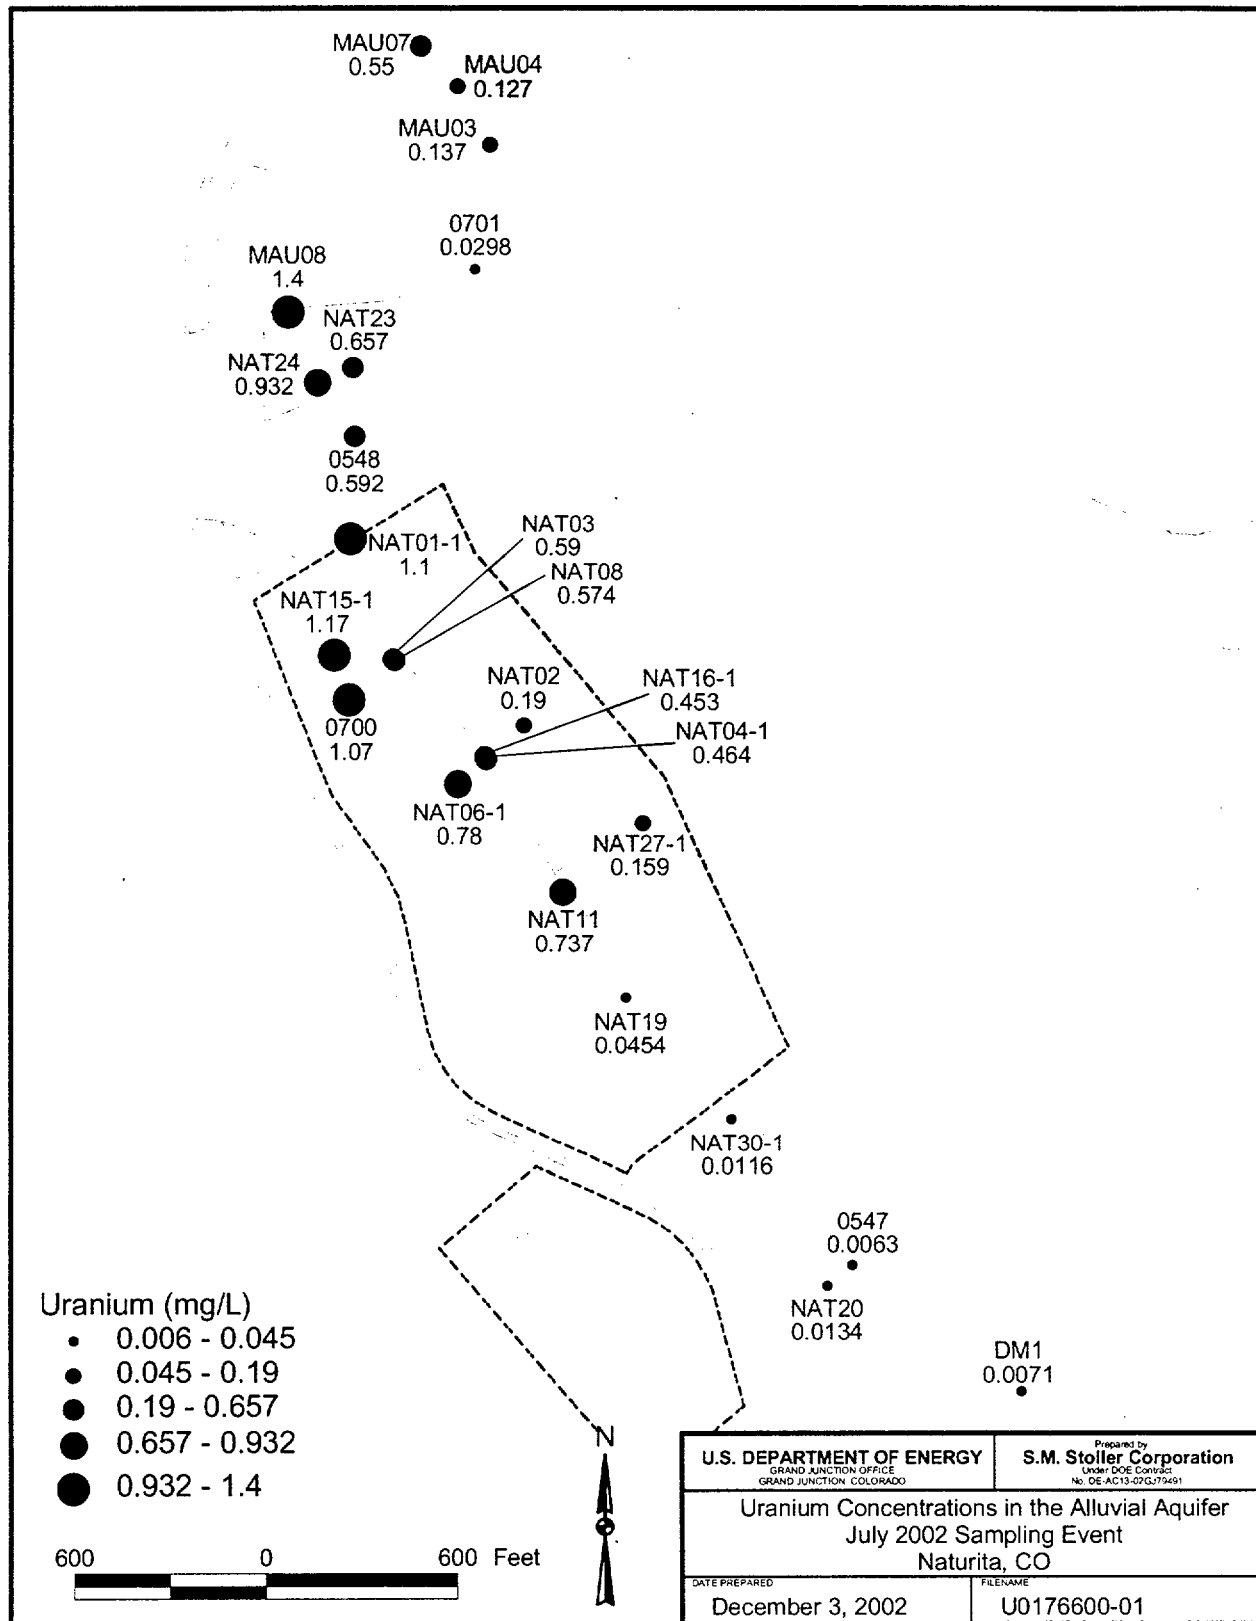 MAU07
0.55
MAU04
0.127
MAU03
0.137
0701
0.0298
MAU08
1.4
NAT23
0.657
NAT24
0.932
0548
0.592
NAT01-1
1.1
NAT03
0.59
NAT08
0.574
NAT15-1
1.17
0700
1.07
NAT02
0.19
NAT16-1
0.453
NAT04-1
0.464
NAT06-1
0.78
NAT27-1
0.159
NAT11
0.737
NAT19
0.0454
NAT30-1
0.0116
0547
0.0063
NAT20
0.0134
DM1
0.0071
Uranium (mg/L)
0.006 - 0.045
0.045 - 0.19
0.19 - 0.657
0.657 - 0.932
0.932 - 1.4
600 0 600 Feet
N
U.S. DEPARTMENT OF ENERGY
GRAND JUNCTION OFFICE
GRAND JUNCTION COLORADO
Prepared by
S.M. Stoller Corporation
Under DOE Contract
No. DE-AC13-02GJ79491
Uranium Concentrations in the Alluvial Aquifer
July 2002 Sampling Event
Naturita, CO
DATE PREPARED
December 3, 2002
FILENAME
U0176600-01